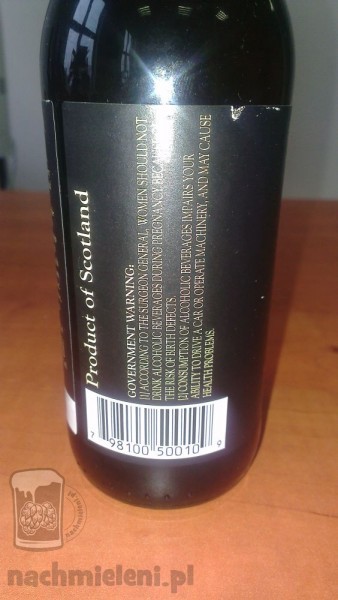 Product of Scotland
GOVERNMENT WARNING:
(1) ACCORDING TO THE SURGEON GENERAL, WOMEN SHOULD NOT
DRINK ALCOHOLIC BEVERAGES DURING PREGNANCY BECAUSE OF
THE RISK OF BIRTH DEFECTS.
(2) CONSUMPTION OF ALCOHOLIC BEVERAGES IMPAIRS YOUR
ABILITY TO DRIVE A CAR OR OPERATE MACHINERY, AND MAY CAUSE
HEALTH PROBLEMS.
7 98100 50010 9
nachmieleni.pl